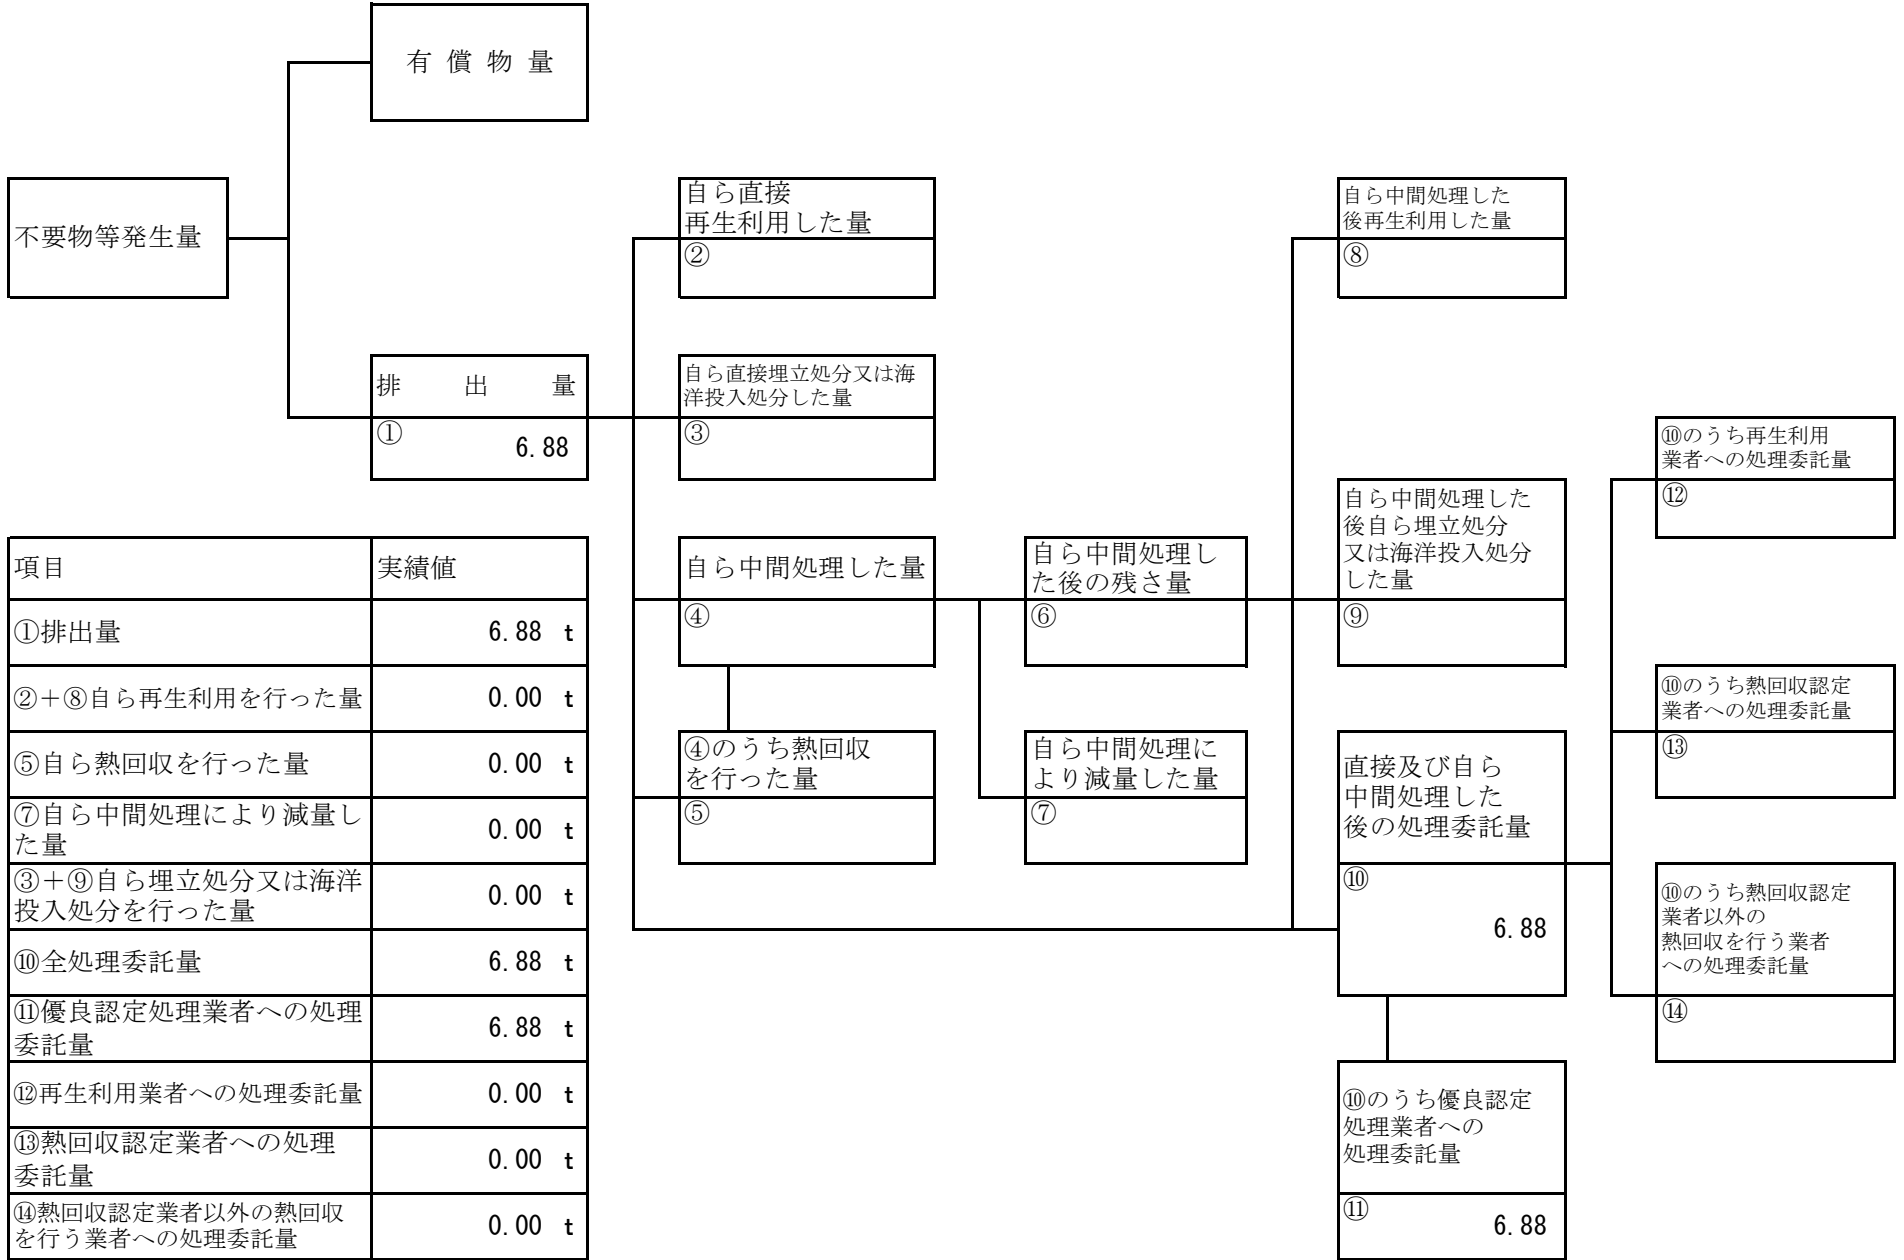 有償物量
不要物等発生量
自ら直接
再生利用した量
②
自ら中間処理した
後再生利用した量
⑧
排出量
①
6.88
自ら直接埋立処分又は海
洋投入処分した量
③
⑩のうち再生利用
業者への処理委託量
⑫
自ら中間処理した
後自ら埋立処分
又は海洋投入処分
した量
⑨
自ら中間処理した量
④
自ら中間処理し
た後の残さ量
⑥
④のうち熱回収
を行った量
⑤
自ら中間処理に
より減量した量
⑦
⑩のうち熱回収認定
業者への処理委託量
⑬
直接及び自ら
中間処理した
後の処理委託量
⑩
6.88
⑩のうち熱回収認定
業者以外の
熱回収を行う業者
への処理委託量
⑭
⑩のうち優良認定
処理業者への
処理委託量
⑪
6.88
項目 実績値
①排出量 6.88 t
②+⑧自ら再生利用を行った量 0.00 t
⑤自ら熱回収を行った量 0.00 t
⑦自ら中間処理により減量し
た量 0.00 t
③+⑨自ら埋立処分又は海洋
投入処分を行った量 0.00 t
⑩全処理委託量 6.88 t
⑪優良認定処理業者への処理
委託量 6.88 t
⑫再生利用業者への処理委託量 0.00 t
⑬熱回収認定業者への処理
委託量 0.00 t
⑭熱回収認定業者以外の熱回収
を行う業者への処理委託量 0.00 t